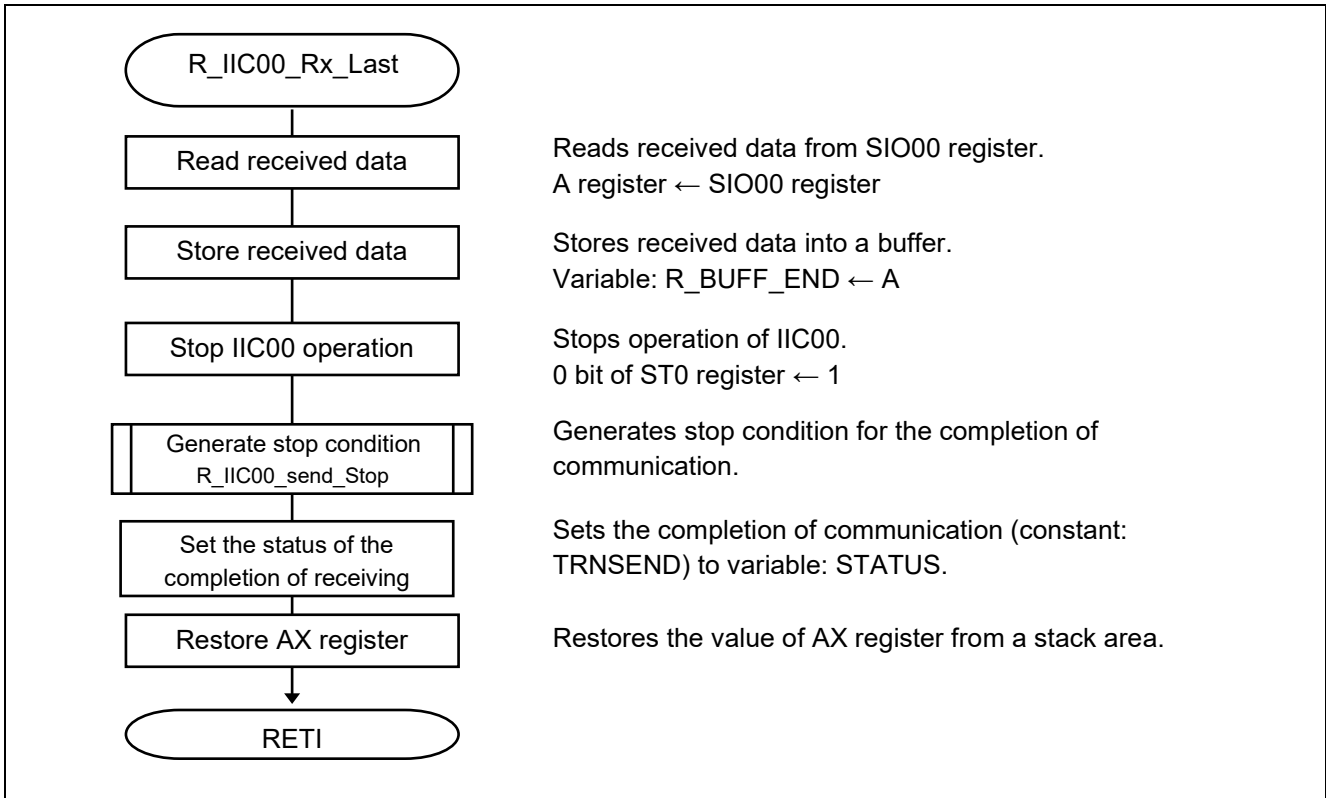 R_IIC00_Rx_Last
Read received data
Reads received data from SIO00 register.
A register ← SIO00 register
Store received data
Stores received data into a buffer.
Variable: R_BUFF_END ← A
Stop IIC00 operation
Stops operation of IIC00.
0 bit of ST0 register ← 1
Generate stop condition
R_IIC00_send_Stop
Generates stop condition for the completion of
communication.
Set the status of the
completion of receiving
Sets the completion of communication (constant:
TRNSEND) to variable: STATUS.
Restore AX register
Restores the value of AX register from a stack area.
RETI